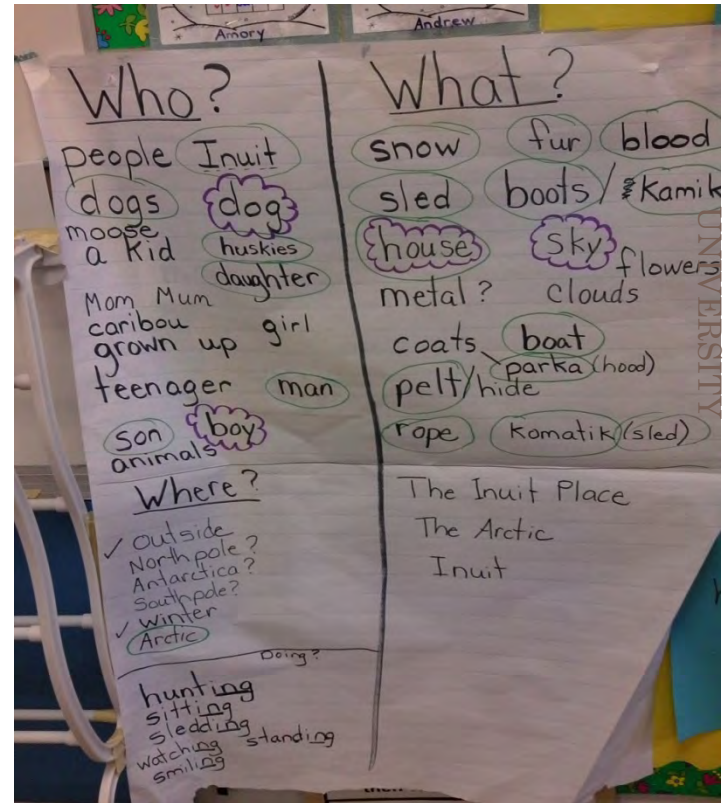 Amory
Andrew
Who?
people Inuit
dogs dog
moose
a kid huskies
daughter
Mom Mum
caribou girl
grown up
teenager man
son boy
animals
What?
snow fur blood
sled boots/ Kamik
house sky
flowers
metal? clouds
coats boat
parka (hood)
pelt/hide
rope Komatik (sled)
Where?
✓ outside
North pole?
Antarctica?
South pole?
✓ winter
Arctic
The Inuit Place
The Arctic
Inuit
Doing?
hunting
sitting
sledding
standing
watching
smiling
UNIVERSITY